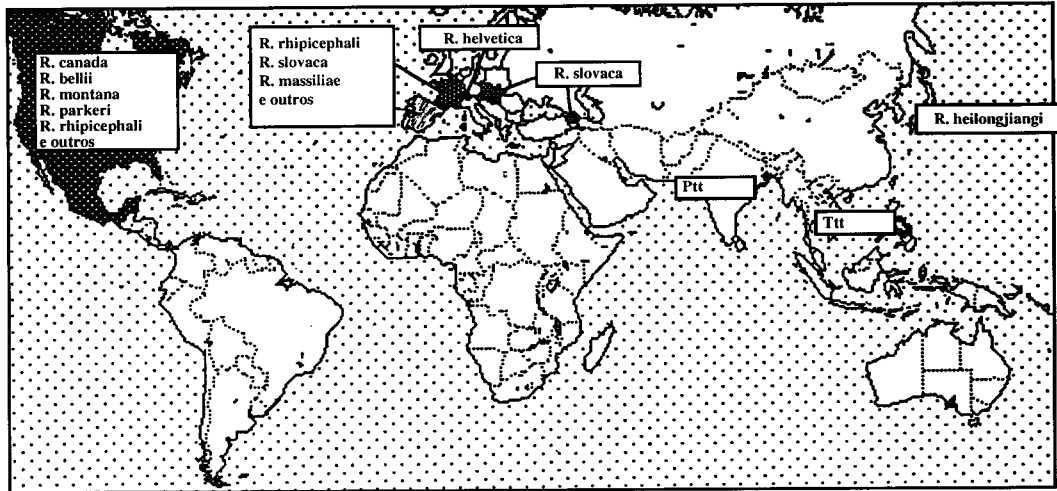 R. canada
R. bellii
R. montana
R. parkeri
R. rhipicephali
e outros
R. rhipicephali
R. slovaca
R. massiliae
e outros
R. helvetica
R. slovaca
R. heilongjiangi
Ptt
Ttt